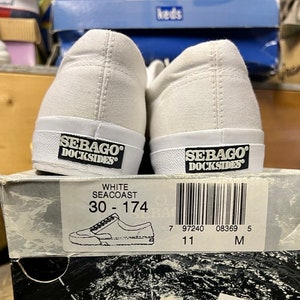 keds
SEBAGO®
DOCKSIDES®
SEBAGO®
DOCKSIDES®
WHITE
SEACOAST
30 - 174
7 97240 08369 5
11 M